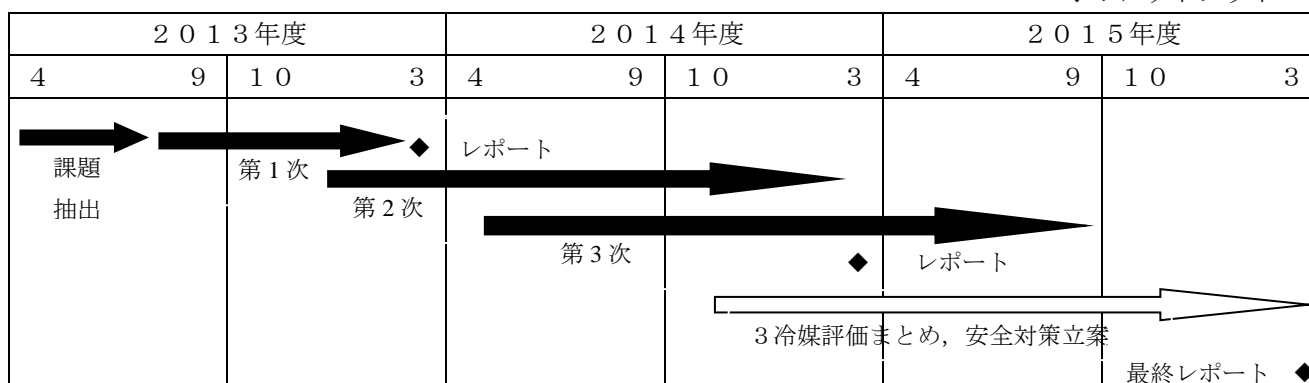 ２０１３年度 ２０１４年度 ２０１５年度
４ ９ １０ ３ ４ ９ １０ ３ ４ ９ １０ ３
◆ レポート
課題 第１次
抽出 第２次
第３次
◆ レポート
３冷媒評価まとめ，安全対策立案
最終レポート ◆